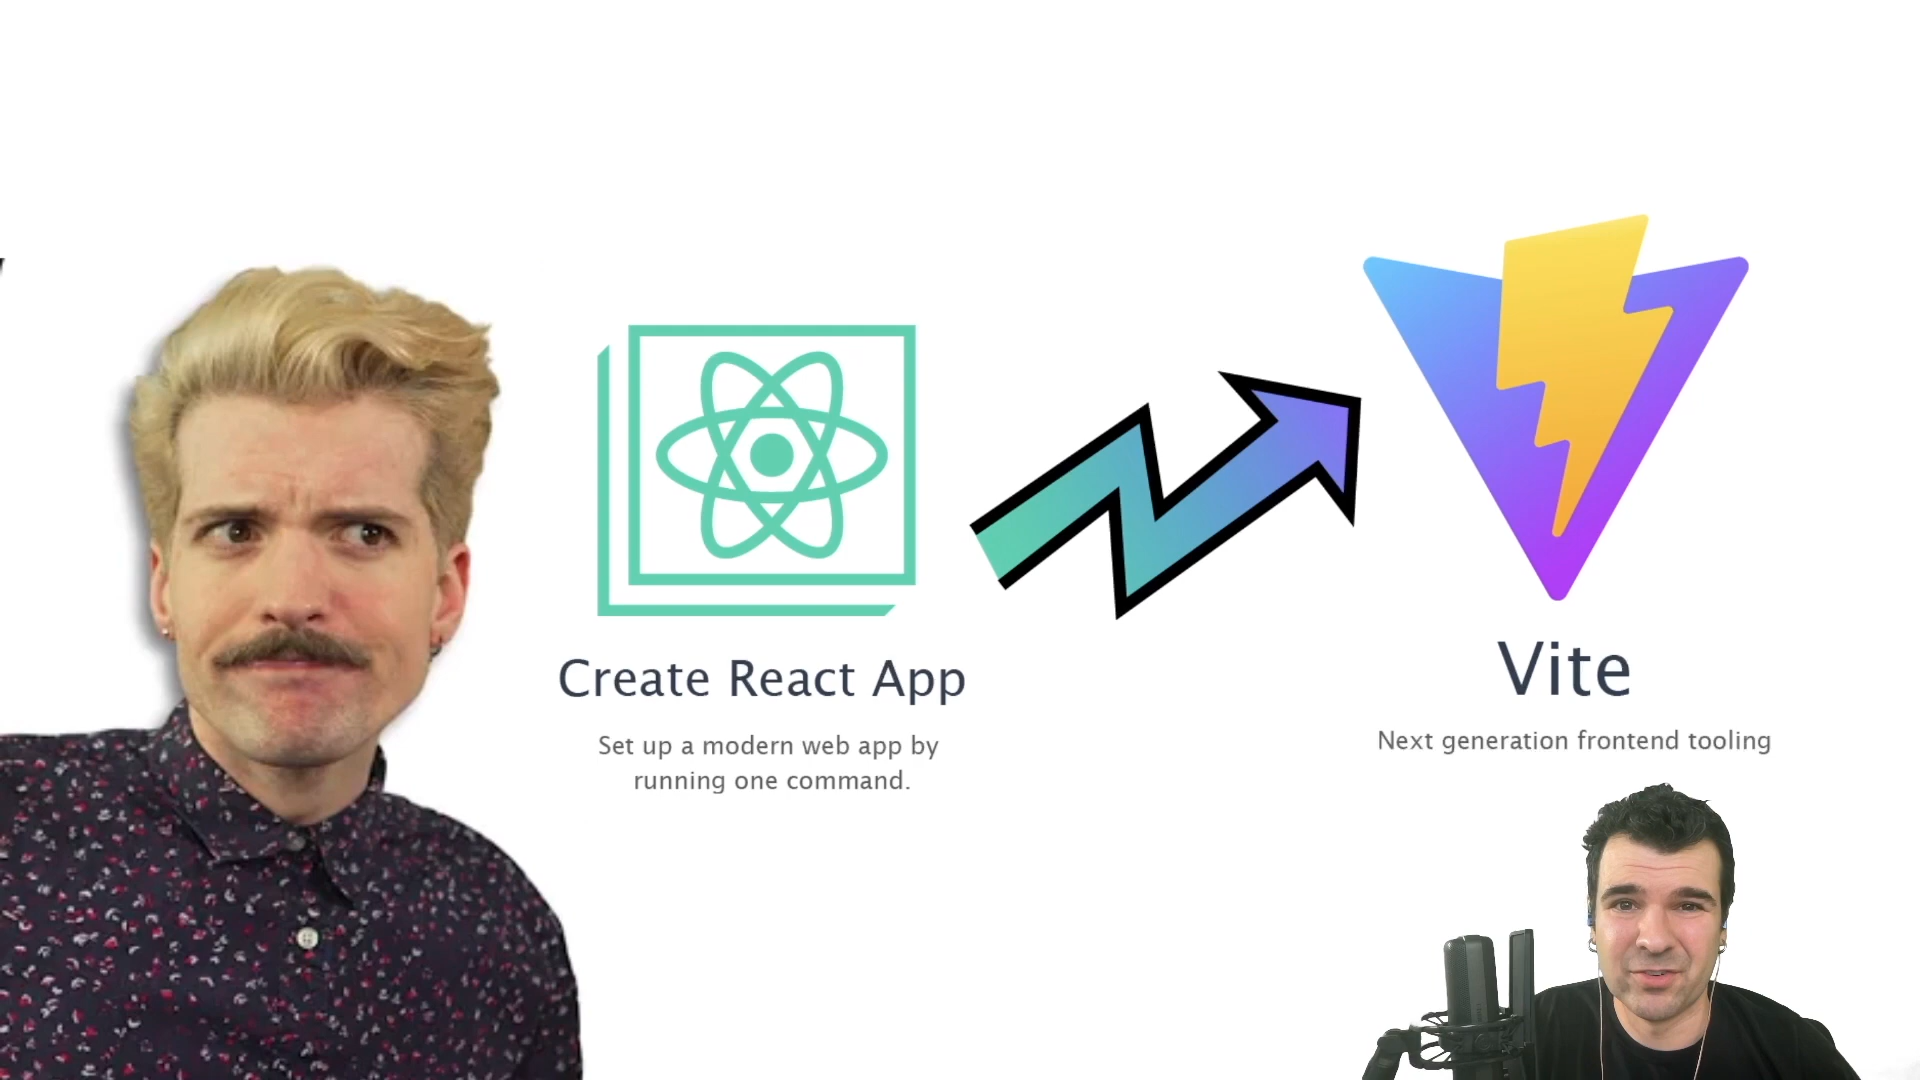 Create React App
Set up a modern web app by
running one command.
Vite
Next generation frontend tooling